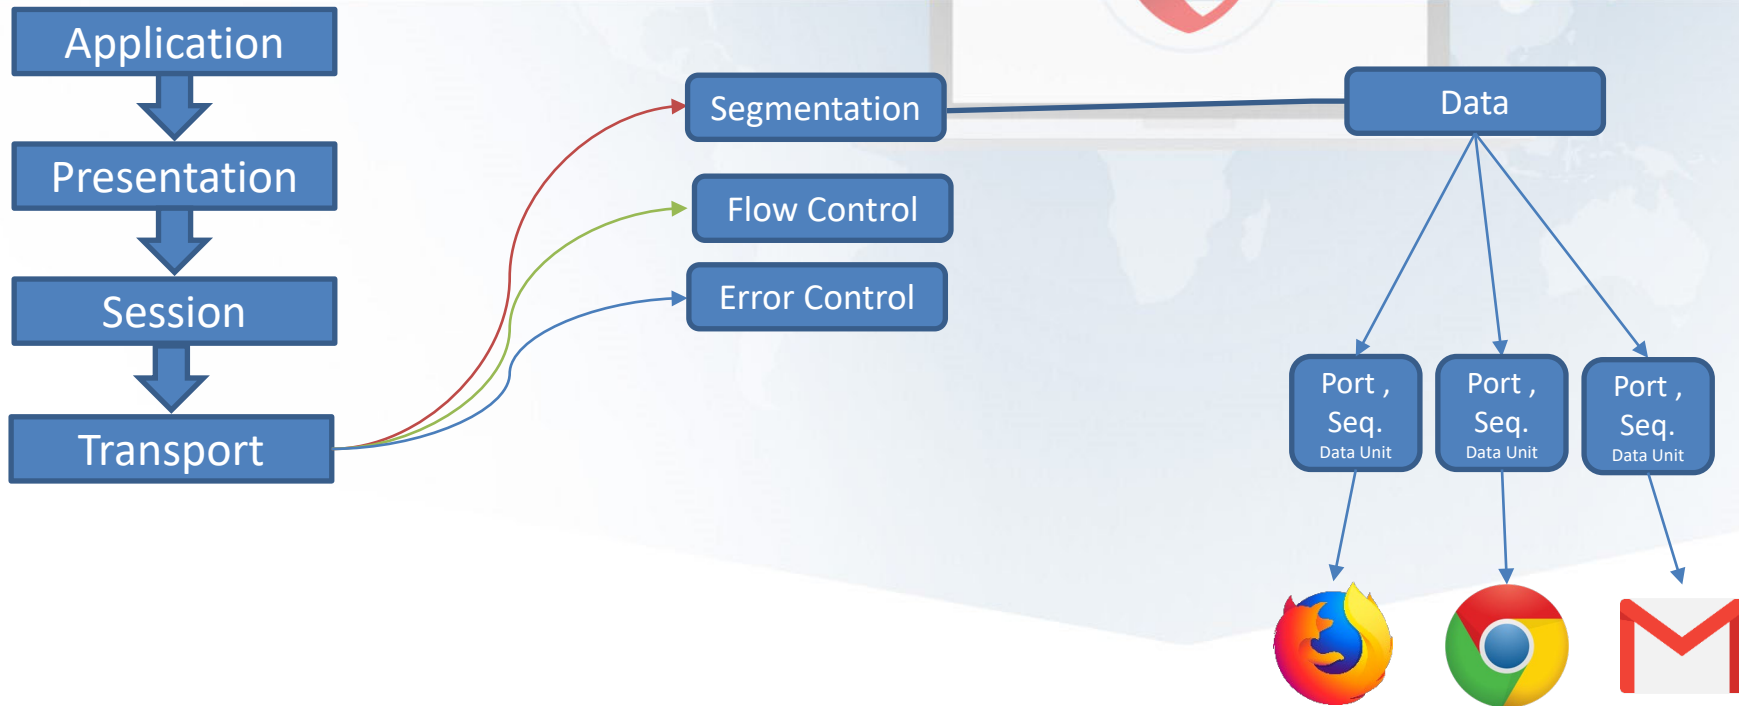 Application
Presentation
Session
Transport
Segmentation
Flow Control
Error Control
Data
Port ,
Seq.
Data Unit
Port ,
Seq.
Data Unit
Port ,
Seq.
Data Unit